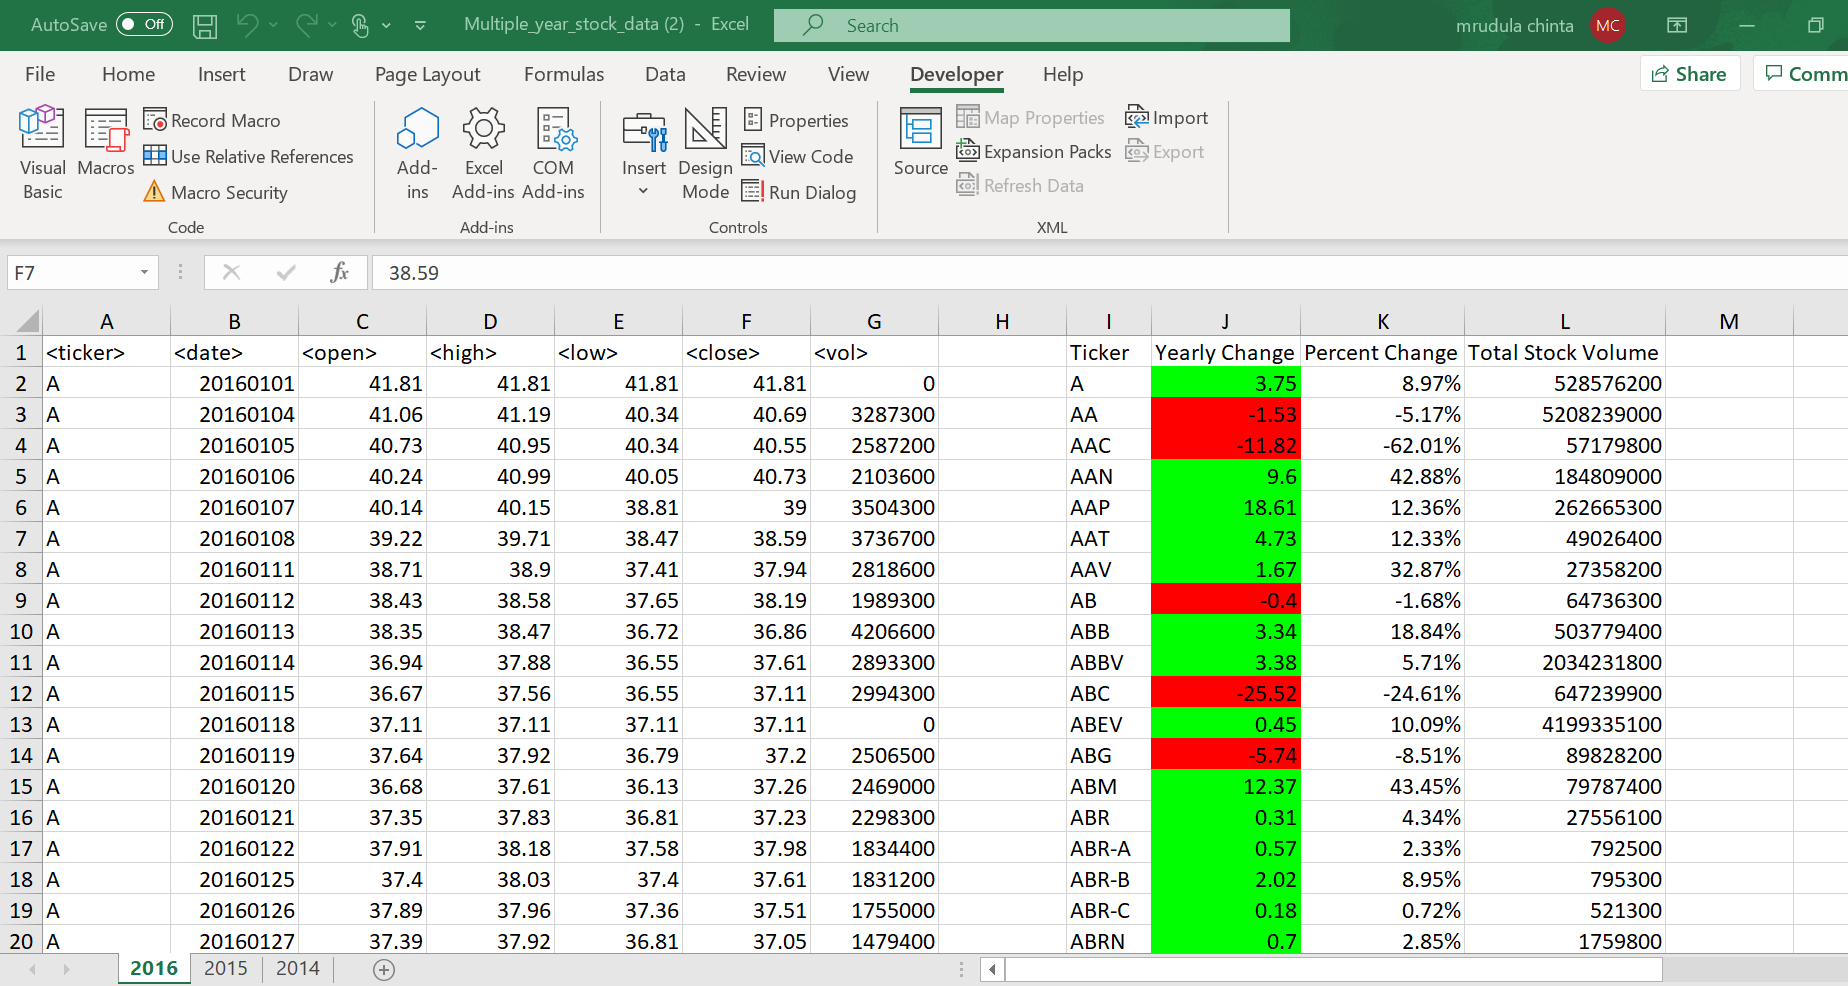 AutoSave Off Multiple_year_stock_data (2) - Excel Search mrudula chinta MC
File Home Insert Draw Page Layout Formulas Data Review View Developer Help Share Comm
Visual Basic
Macros
Record Macro
Use Relative References
Macro Security
Code
Add-ins
Excel Add-ins
COM Add-ins
Add-ins
Insert
Design Mode
Properties
View Code
Run Dialog
Controls
Source
Map Properties
Expansion Packs
Refresh Data
Import
Export
XML
F7 fx 38.59
A B C D E F G H I J K L M
1 <ticker> <date> <open> <high> <low> <close> <vol> Ticker Yearly Change Percent Change Total Stock Volume
2 A 20160101 41.81 41.81 41.81 41.81 0 A 3.75 8.97% 528576200
3 A 20160104 41.06 41.19 40.34 40.69 3287300 AA -1.53 -5.17% 5208239000
4 A 20160105 40.73 40.95 40.34 40.55 2587200 AAC -11.82 -62.01% 57179800
5 A 20160106 40.24 40.99 40.05 40.73 2103600 AAN 9.6 42.88% 184809000
6 A 20160107 40.14 40.15 38.81 39 3504300 AAP 18.61 12.36% 262665300
7 A 20160108 39.22 39.71 38.47 38.59 3736700 AAT 4.73 12.33% 49026400
8 A 20160111 38.71 38.9 37.41 37.94 2818600 AAV 1.67 32.87% 27358200
9 A 20160112 38.43 38.58 37.65 38.19 1989300 AB -0.4 -1.68% 64736300
10 A 20160113 38.35 38.47 36.72 36.86 4206600 ABB 3.34 18.84% 503779400
11 A 20160114 36.94 37.88 36.55 37.61 2893300 ABBV 3.38 5.71% 2034231800
12 A 20160115 36.67 37.56 36.55 37.11 2994300 ABC -25.52 -24.61% 647239900
13 A 20160118 37.11 37.11 37.11 37.11 0 ABEV 0.45 10.09% 4199335100
14 A 20160119 37.64 37.92 36.79 37.2 2506500 ABG -5.74 -8.51% 89828200
15 A 20160120 36.68 37.61 36.13 37.26 2469000 ABM 12.37 43.45% 79787400
16 A 20160121 37.35 37.83 36.81 37.23 2298300 ABR 0.31 4.34% 27556100
17 A 20160122 37.91 38.18 37.58 37.98 1834400 ABR-A 0.57 2.33% 792500
18 A 20160125 37.4 38.03 37.4 37.61 1831200 ABR-B 2.02 8.95% 795300
19 A 20160126 37.89 37.96 37.36 37.51 1755000 ABR-C 0.18 0.72% 521300
20 A 20160127 37.39 37.92 36.81 37.05 1479400 ABRN 0.7 2.85% 1759800
2016 2015 2014